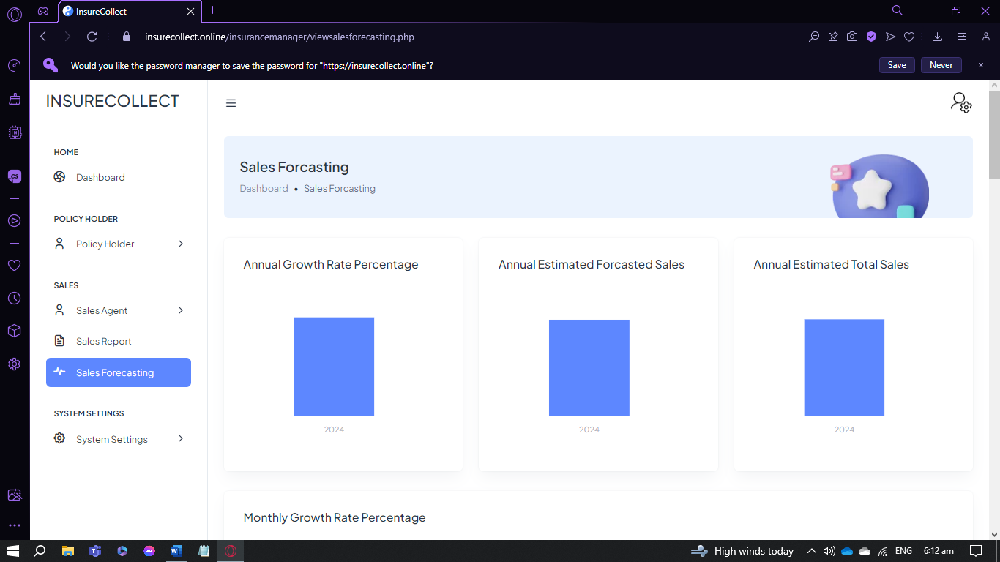 InsureCollect
insurecollect.online/insurancemanager/viewsalesforecasting.php
Would you like the password manager to save the password for "https://insurecollect.online"?
Save
Never
INSURECOLLECT
HOME
Dashboard
POLICY HOLDER
Policy Holder
SALES
Sales Agent
Sales Report
Sales Forecasting
SYSTEM SETTINGS
System Settings
Sales Forcasting
Dashboard • Sales Forcasting
Annual Growth Rate Percentage
2024
Annual Estimated Forcasted Sales
2024
Annual Estimated Total Sales
2024
Monthly Growth Rate Percentage
High winds today
ENG
6:12 am